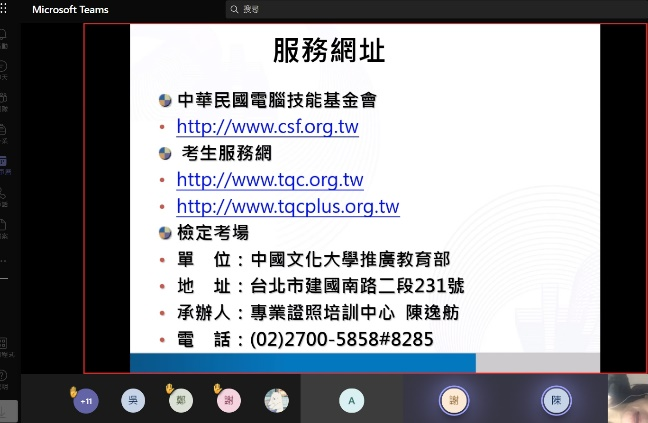 Microsoft Teams
搜尋
服務網址
中華民國電腦技能基金會
http://www.csf.org.tw
考生服務網
http://www.tqc.org.tw
http://www.tqcplus.org.tw
檢定考場
單　位：中國文化大學推廣教育部
地　址：台北市建國南路二段231號
承辦人：專業證照培訓中心 陳逸舫
電　話：(02)2700-5858#8285
+11
吳
鄭
謝
A
謝
陳